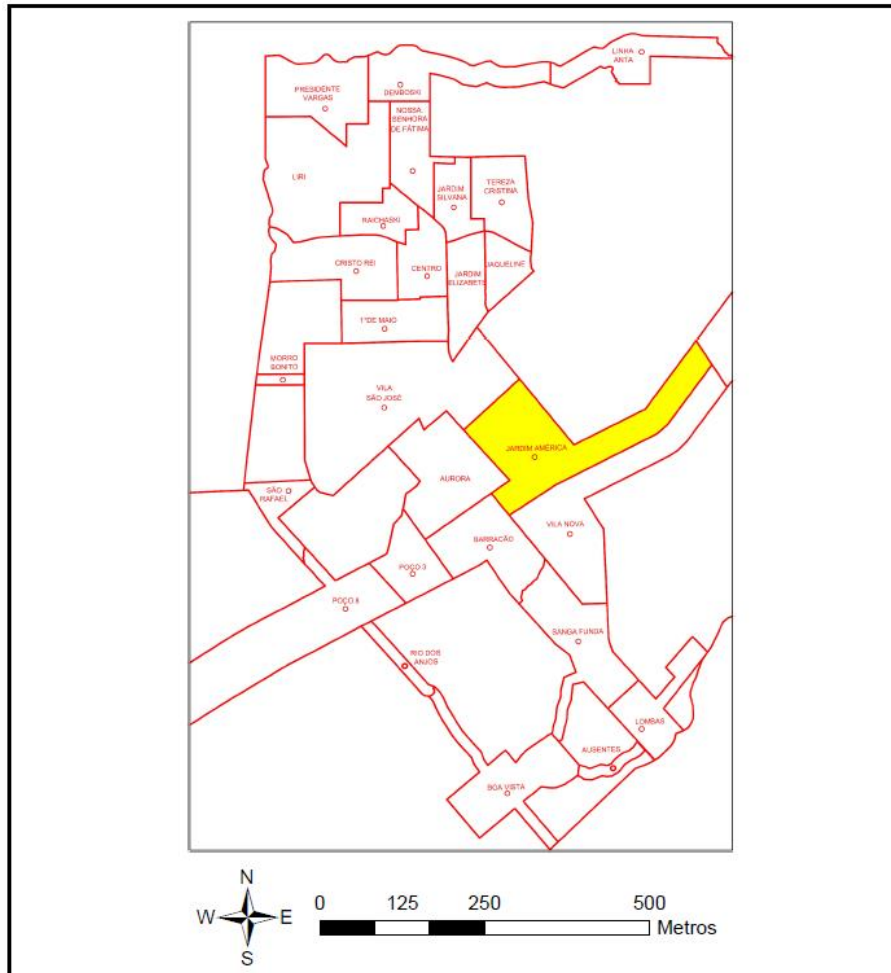 LINHA
ANTA
PRESIDENTE
VARGAS
DEMBOSKI
NOSSA
SENHORA
DE FÁTIMA
LIRI
JARDIM
SILVANA
TEREZA
CRISTINA
RAICHASKI
CRISTO REI
CENTRO
JARDIM
ELIZABETE
JAQUELINE
1º DE MAIO
MORRO
BONITO
VILA
SÃO JOSÉ
JARDIM AMÉRICA
AURORA
SÃO
RAFAEL
VILA NOVA
BARRACÃO
POÇO 3
POÇO 8
SANGA FUNDA
RIO DOS
ANJOS
LOMBAS
AUSENTES
BOA VISTA
N
W E
S
0 125 250 500
Metros